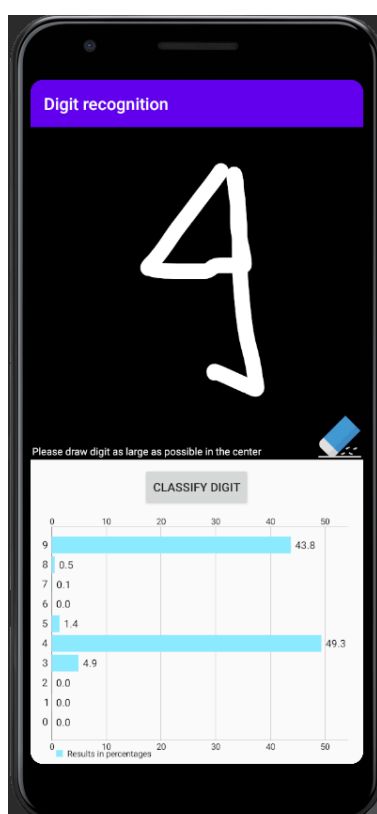 Digit recognition
9
Please draw digit as large as possible in the center
CLASSIFY DIGIT
0 10 20 30 40 50
9 43.8
8 0.5
7 0.1
6 0.0
5 1.4
4 49.3
3 4.9
2 0.0
1 0.0
0 0.0
0 10 20 30 40 50
Results in percentages